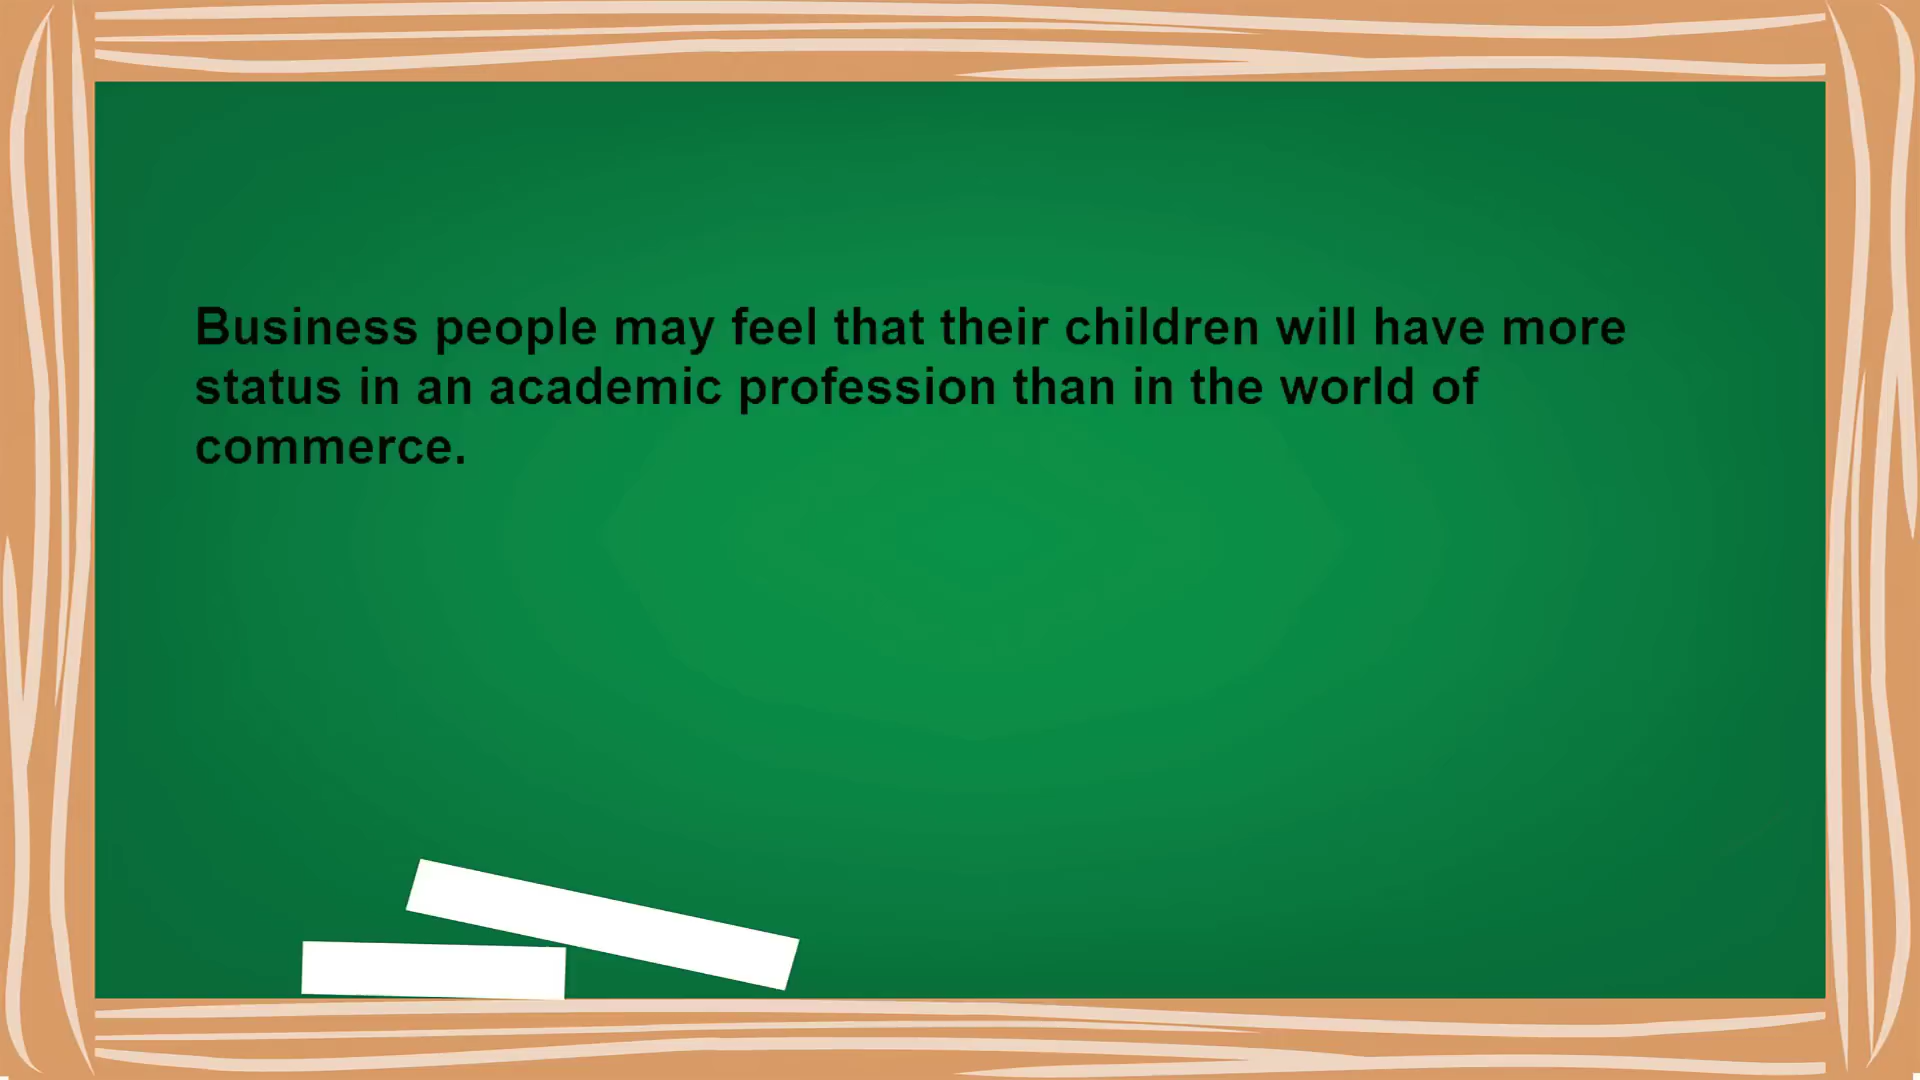 Business people may feel that their children will have more
status in an academic profession than in the world of
commerce.